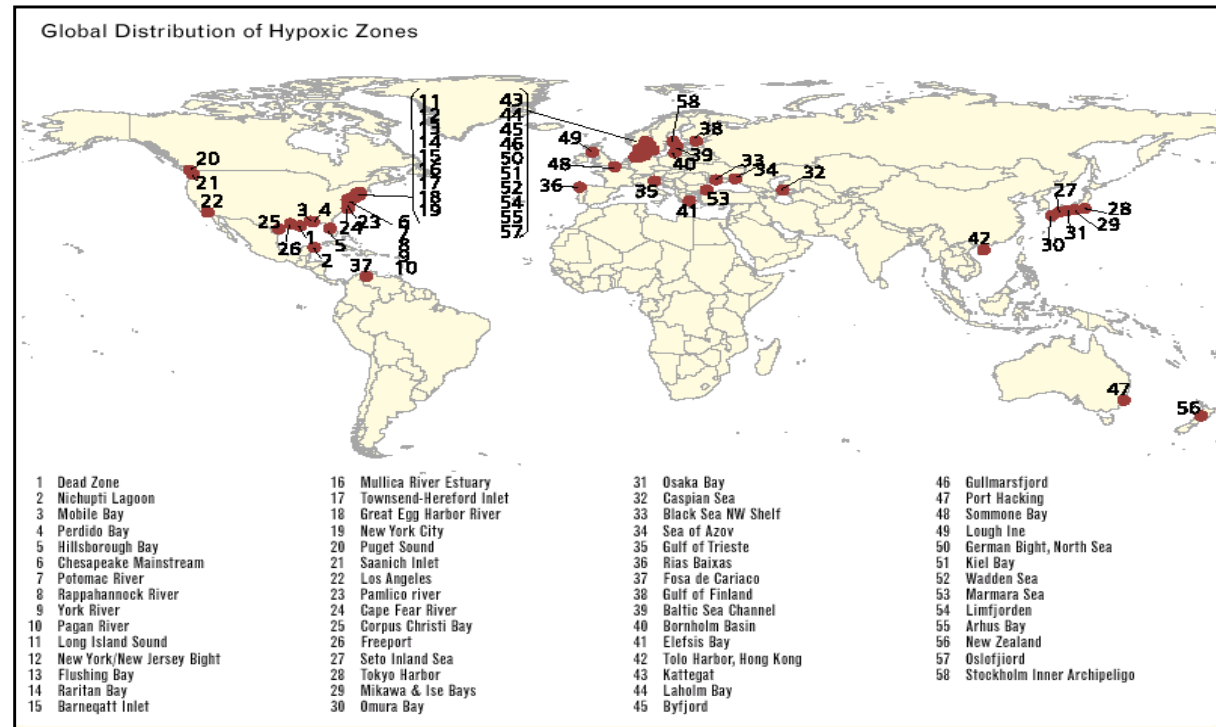 Global Distribution of Hypoxic Zones
11
12
13
14
15
16
17
18
19
43
44
45
46
50
51
52
54
55
57
58
38
49
39
48
40
33
34
32
36
35
53
41
20
21
22
3
4
25
26
1
5
2
24
23
6
7
8
9
10
37
27
28
29
30
31
42
47
56
1 Dead Zone
2 Nichupti Lagoon
3 Mobile Bay
4 Perdido Bay
5 Hillsborough Bay
6 Chesapeake Mainstream
7 Potomac River
8 Rappahannock River
9 York River
10 Pagan River
11 Long Island Sound
12 New York/New Jersey Bight
13 Flushing Bay
14 Raritan Bay
15 Barneqatt Inlet
16 Mullica River Estuary
17 Townsend-Hereford Inlet
18 Great Egg Harbor River
19 New York City
20 Puget Sound
21 Saanich Inlet
22 Los Angeles
23 Pamlico river
24 Cape Fear River
25 Corpus Christi Bay
26 Freeport
27 Seto Inland Sea
28 Tokyo Harbor
29 Mikawa & Ise Bays
30 Omura Bay
31 Osaka Bay
32 Caspian Sea
33 Black Sea NW Shelf
34 Sea of Azov
35 Gulf of Trieste
36 Rias Baixas
37 Fosa de Cariaco
38 Gulf of Finland
39 Baltic Sea Channel
40 Bornholm Basin
41 Elefsis Bay
42 Tolo Harbor, Hong Kong
43 Kattegat
44 Laholm Bay
45 Byfjord
46 Gullmarsfjord
47 Port Hacking
48 Sommone Bay
49 Lough Ine
50 German Bight, North Sea
51 Kiel Bay
52 Wadden Sea
53 Marmara Sea
54 Limfjorden
55 Arhus Bay
56 New Zealand
57 Oslofjiord
58 Stockholm Inner Archipeligo